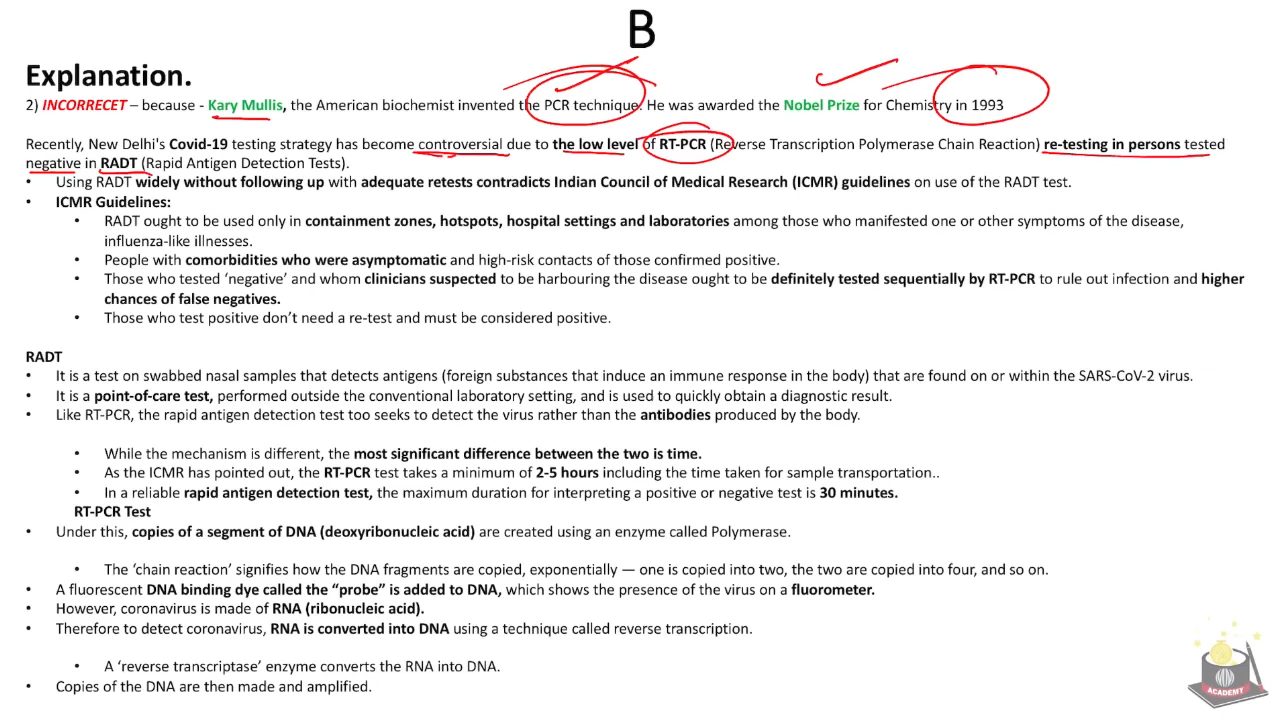 B
Explanation.
2) INCORRECET – because - Kary Mullis, the American biochemist invented the PCR technique. He was awarded the Nobel Prize for Chemistry in 1993
Recently, New Delhi's Covid-19 testing strategy has become controversial due to the low level of RT-PCR (Reverse Transcription Polymerase Chain Reaction) re-testing in persons tested
negative in RADT (Rapid Antigen Detection Tests).
• Using RADT widely without following up with adequate retests contradicts Indian Council of Medical Research (ICMR) guidelines on use of the RADT test.
• ICMR Guidelines:
• RADT ought to be used only in containment zones, hotspots, hospital settings and laboratories among those who manifested one or other symptoms of the disease,
influenza-like illnesses.
• People with comorbidities who were asymptomatic and high-risk contacts of those confirmed positive.
• Those who tested ‘negative’ and whom clinicians suspected to be harbouring the disease ought to be definitely tested sequentially by RT-PCR to rule out infection and higher
chances of false negatives.
• Those who test positive don’t need a re-test and must be considered positive.
RADT
• It is a test on swabbed nasal samples that detects antigens (foreign substances that induce an immune response in the body) that are found on or within the SARS-CoV-2 virus.
• It is a point-of-care test, performed outside the conventional laboratory setting, and is used to quickly obtain a diagnostic result.
• Like RT-PCR, the rapid antigen detection test too seeks to detect the virus rather than the antibodies produced by the body.
• While the mechanism is different, the most significant difference between the two is time.
• As the ICMR has pointed out, the RT-PCR test takes a minimum of 2-5 hours including the time taken for sample transportation..
• In a reliable rapid antigen detection test, the maximum duration for interpreting a positive or negative test is 30 minutes.
RT-PCR Test
• Under this, copies of a segment of DNA (deoxyribonucleic acid) are created using an enzyme called Polymerase.
• The ‘chain reaction’ signifies how the DNA fragments are copied, exponentially — one is copied into two, the two are copied into four, and so on.
• A fluorescent DNA binding dye called the “probe” is added to DNA, which shows the presence of the virus on a fluorometer.
• However, coronavirus is made of RNA (ribonucleic acid).
• Therefore to detect coronavirus, RNA is converted into DNA using a technique called reverse transcription.
• A ‘reverse transcriptase’ enzyme converts the RNA into DNA.
• Copies of the DNA are then made and amplified.
ACADEMY